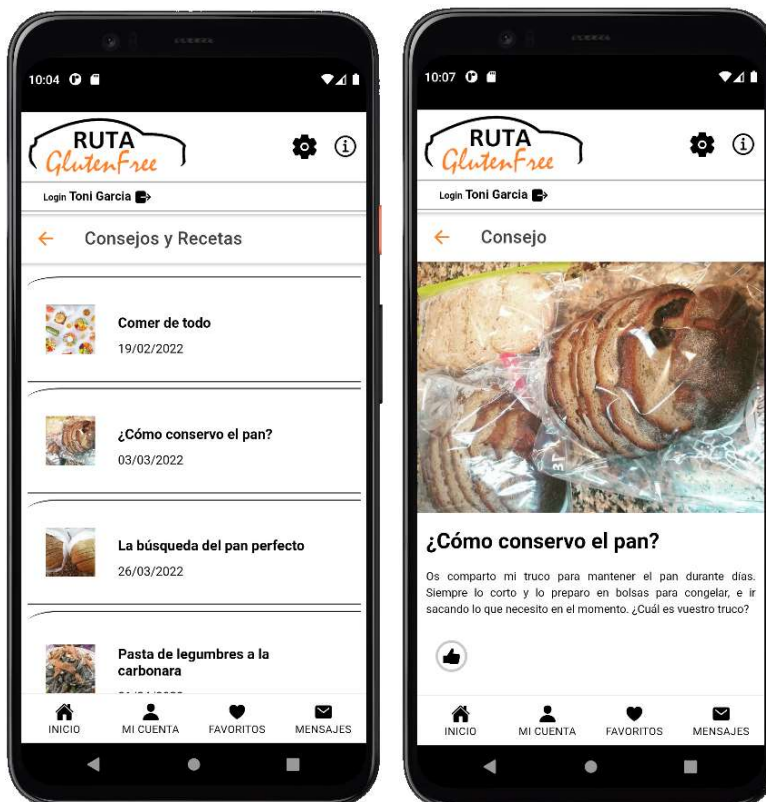 10:04
RUTA
GlutenFree
Login Toni Garcia
Consejos y Recetas
Comer de todo
19/02/2022
¿Cómo conservo el pan?
03/03/2022
La búsqueda del pan perfecto
26/03/2022
Pasta de legumbres a la
carbonara
INICIO MI CUENTA FAVORITOS MENSAJES
10:07
RUTA
GlutenFree
Login Toni Garcia
Consejo
¿Cómo conservo el pan?
Os comparto mi truco para mantener el pan durante días.
Siempre lo corto y lo preparo en bolsas para congelar, e ir
sacando lo que necesito en el momento. ¿Cuál es vuestro truco?
INICIO MI CUENTA FAVORITOS MENSAJES